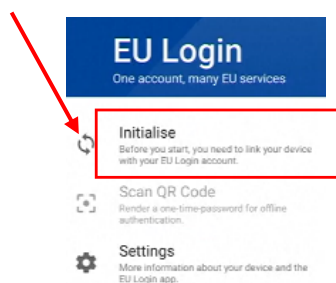 EU Login
One account, many EU services
Initialise
Before you start, you need to link your device
with your EU Login account.
Scan QR Code
Render a one-time-password for offline
authentication.
Settings
More information about your device and the
EU Login app.